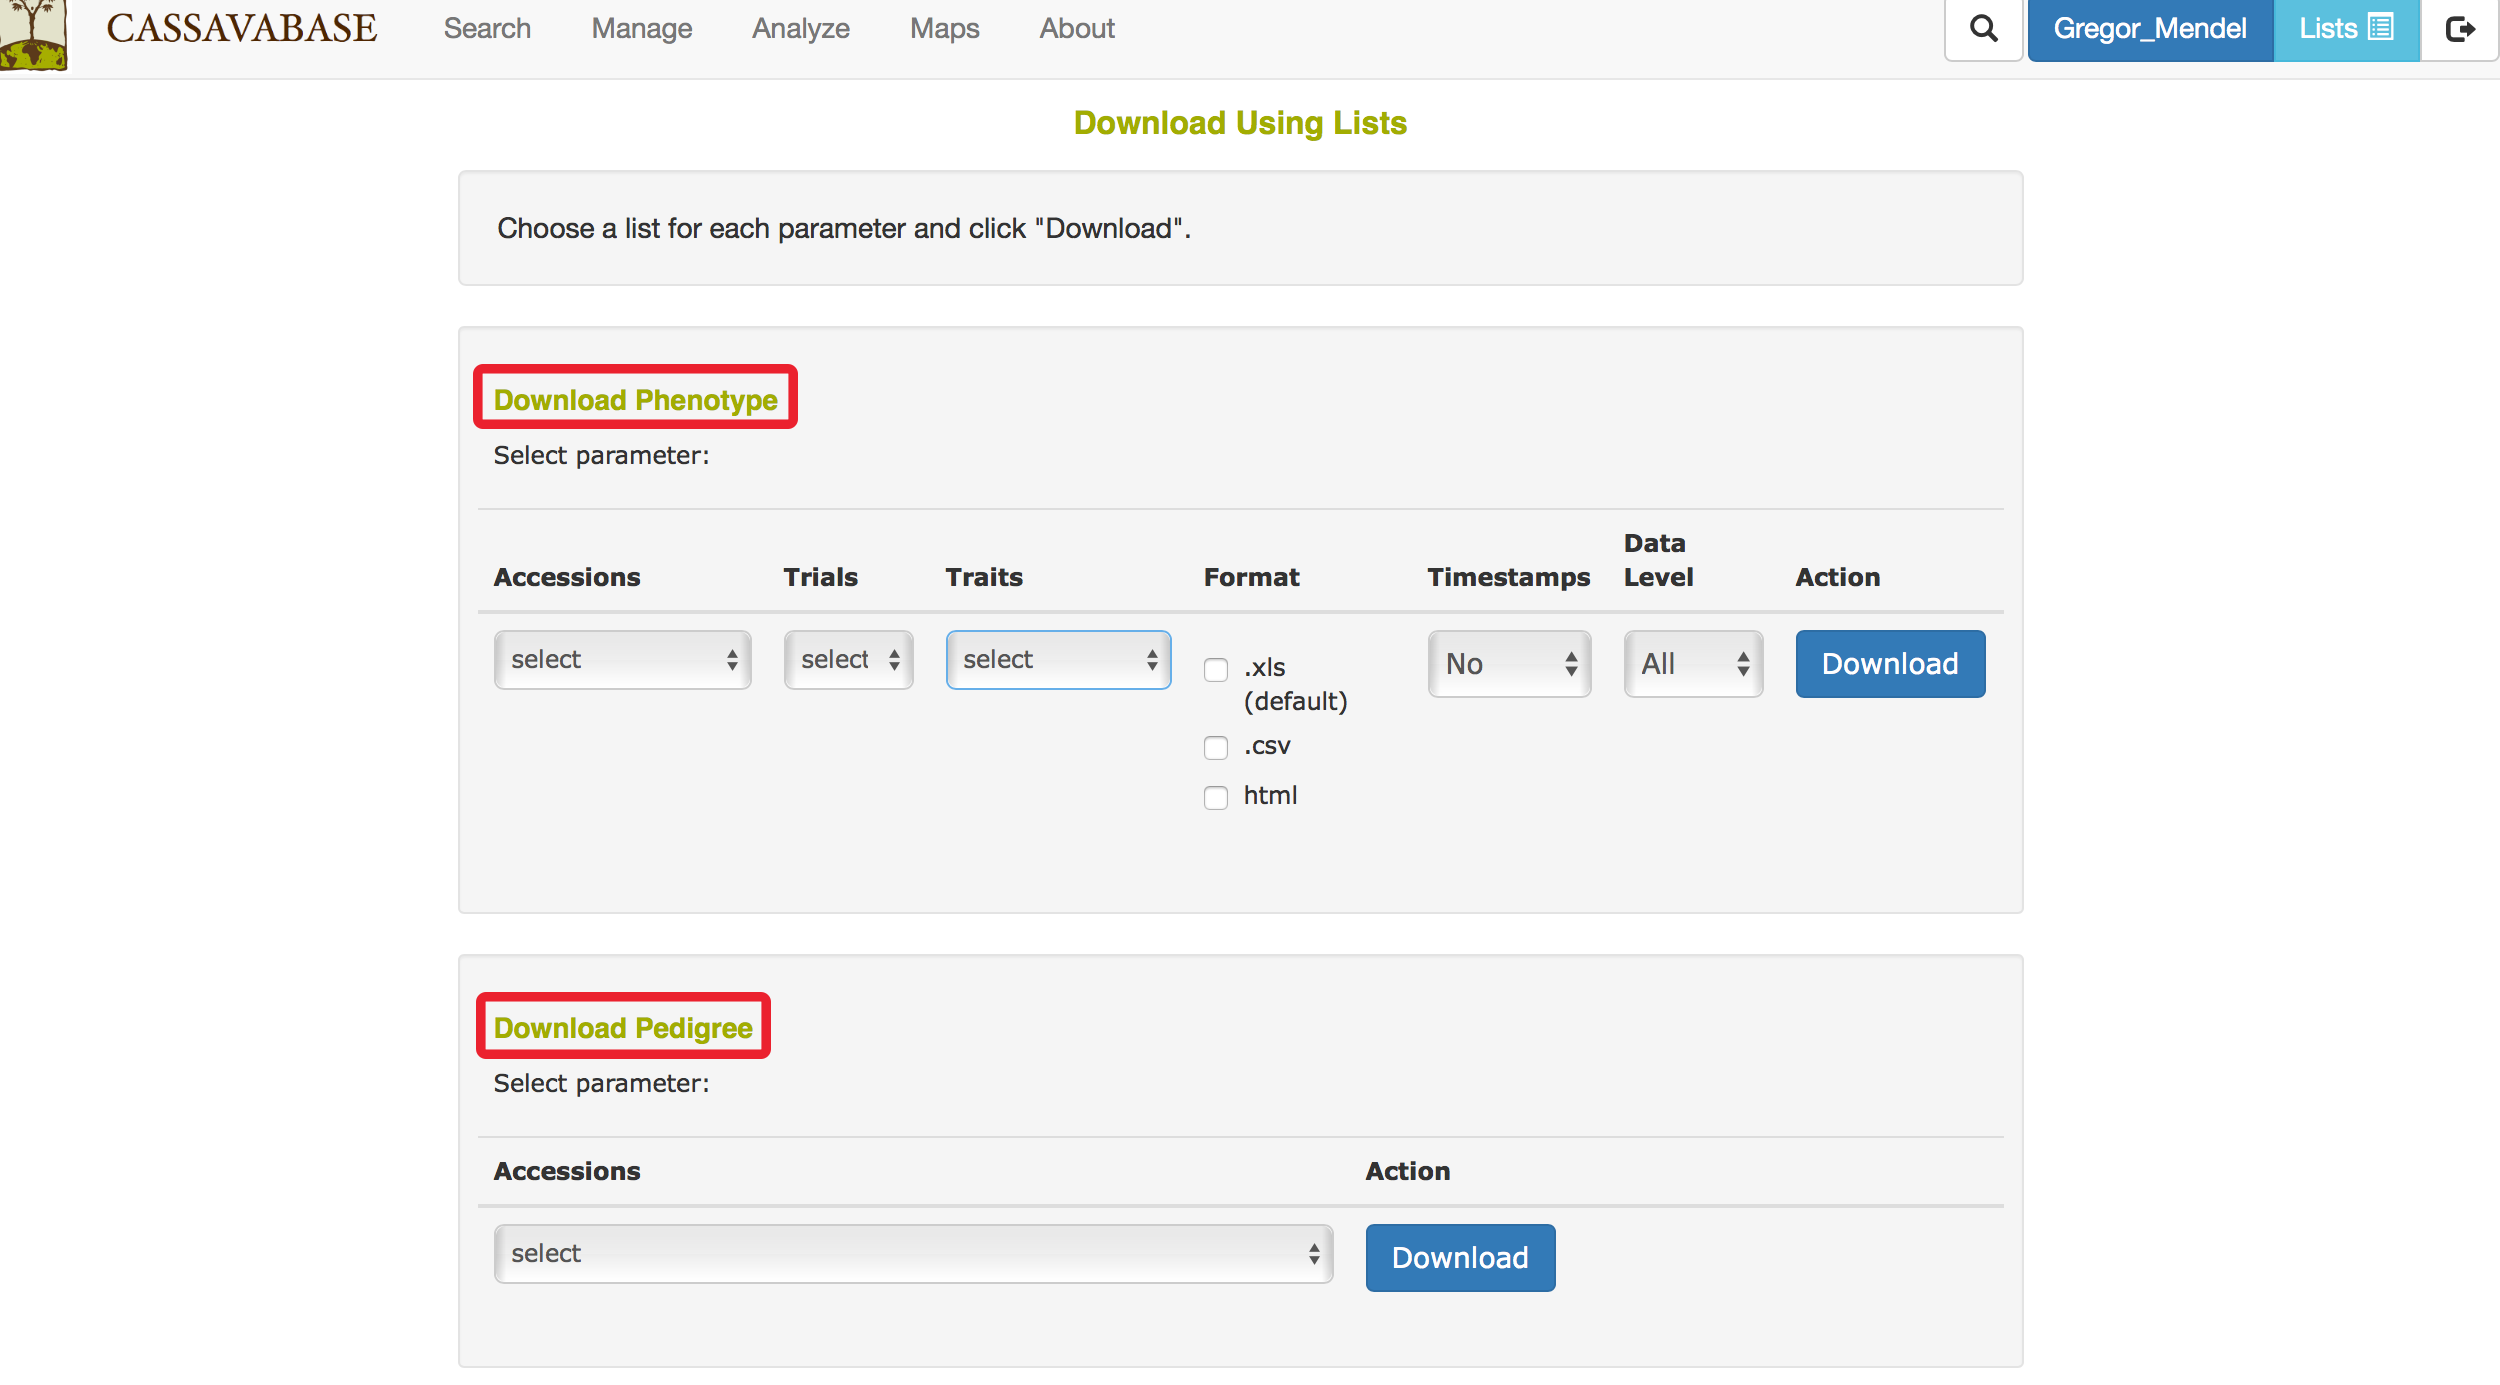 CASSAVABASE Search Manage Analyze Maps About Gregor_Mendel Lists
Download Using Lists
Choose a list for each parameter and click "Download".
Download Phenotype
Select parameter:
Accessions Trials Traits Format Timestamps Data Level Action
select select select .xls (default) No All Download
.csv
html
Download Pedigree
Select parameter:
Accessions Action
select Download